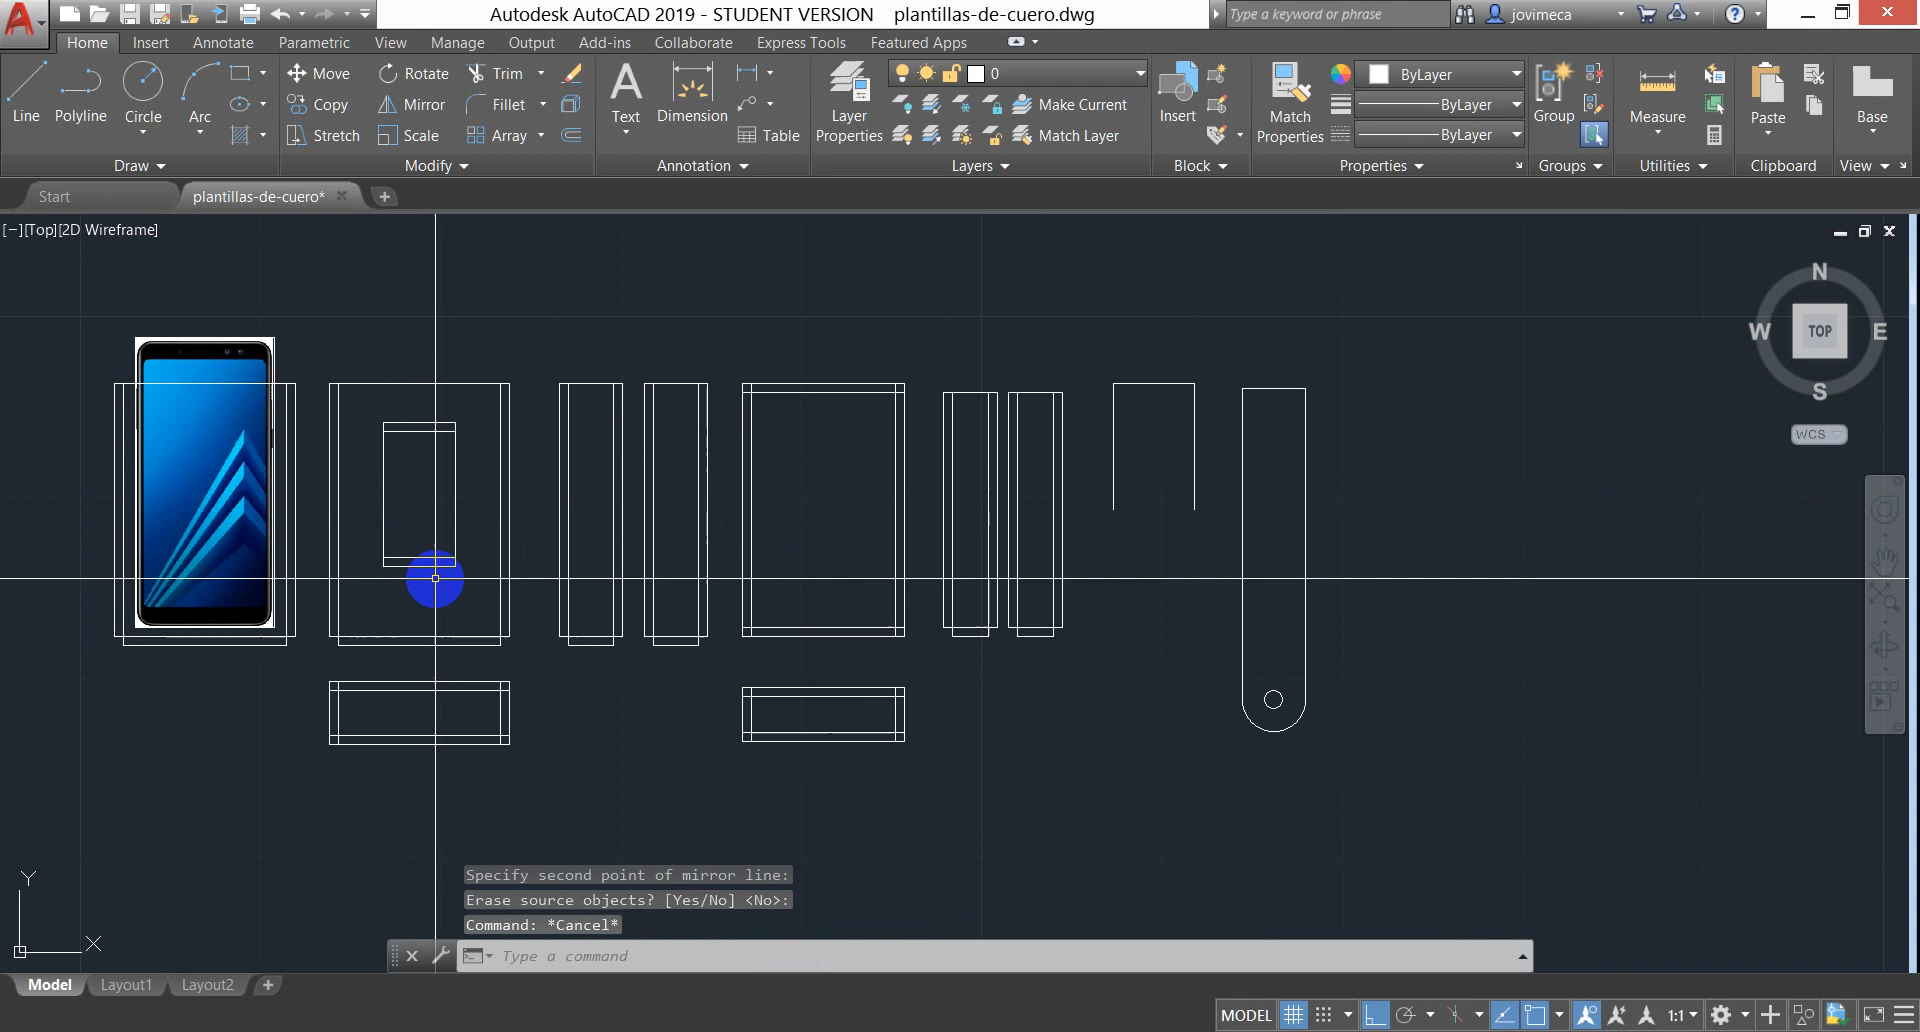 Autodesk AutoCAD 2019 - STUDENT VERSION plantillas-de-cuero.dwg
Type a keyword or phrase
jovimeca
Home Insert Annotate Parametric View Manage Output Add-ins Collaborate Express Tools Featured Apps
Line Polyline Circle Arc
Move Rotate Trim
Copy Mirror Fillet
Stretch Scale Array
Text Dimension Table
Layer Properties
0
Make Current
Match Layer
Insert
Match Properties
ByLayer
ByLayer
ByLayer
Group
Measure
Paste
Base
Draw Modify Annotation Layers Block Properties Groups Utilities Clipboard View
Start plantillas-de-cuero*
[−][Top][2D Wireframe]
N
W TOP E
S
WCS
Y
X
Specify second point of mirror line:
Erase source objects? [Yes/No] <No>:
Command: *Cancel*
Type a command
Model Layout1 Layout2
MODEL 1:1